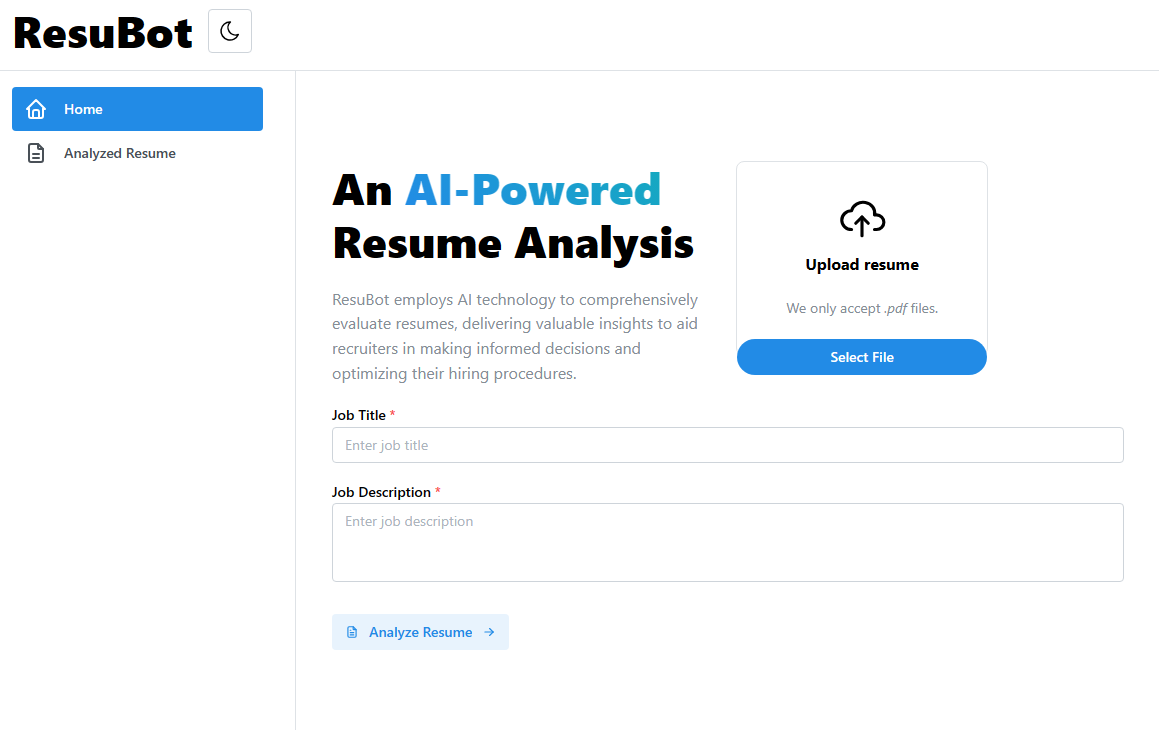 ResuBot
Home
Analyzed Resume
An AI-Powered
Resume Analysis
ResuBot employs AI technology to comprehensively
evaluate resumes, delivering valuable insights to aid
recruiters in making informed decisions and
optimizing their hiring procedures.
Upload resume
We only accept .pdf files.
Select File
Job Title *
Enter job title
Job Description *
Enter job description
Analyze Resume